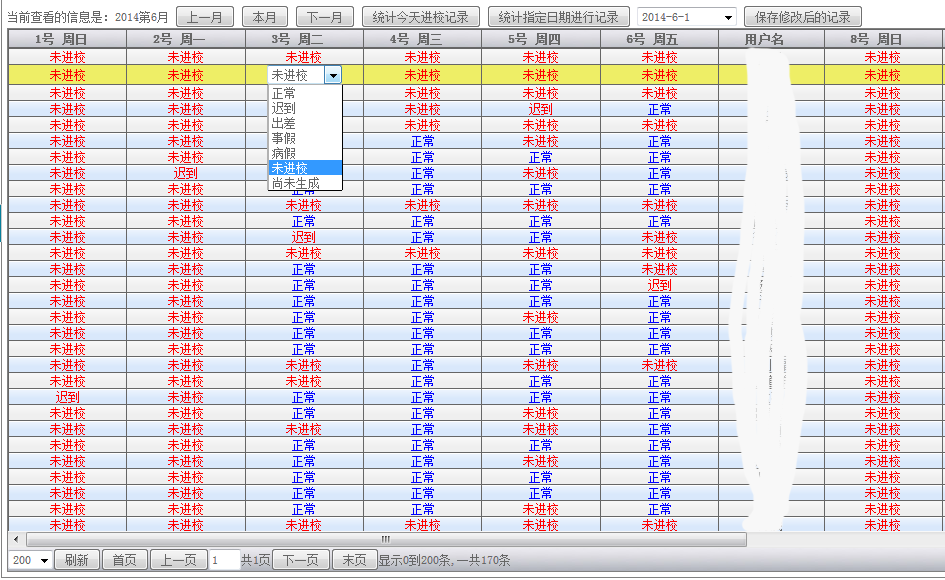 当前查看的信息是: 2014第6月 上一月 本月 下一月 统计今天进校记录 统计指定日期进行记录 2014-6-1 保存修改后的记录
1号 周日 2号 周一 3号 周二 4号 周三 5号 周四 6号 周五 用户名 8号 周日
未进校 未进校 未进校 未进校 未进校 未进校 未进校
未进校 未进校 未进校 未进校 未进校 未进校 未进校
未进校 未进校 正常 未进校 未进校 未进校 未进校
未进校 未进校 迟到 未进校 迟到 正常 未进校
未进校 未进校 出差 未进校 未进校 未进校 未进校
未进校 未进校 事假 正常 未进校 正常 未进校
未进校 未进校 病假 正常 正常 正常 未进校
未进校 迟到 未进校 正常 正常 正常 未进校
尚未生成
未进校 未进校 正常 正常 正常 正常 未进校
未进校 未进校 未进校 未进校 未进校 未进校 未进校
未进校 未进校 正常 正常 正常 正常 未进校
未进校 未进校 迟到 正常 正常 未进校 未进校
未进校 未进校 未进校 未进校 未进校 未进校 未进校
未进校 未进校 正常 正常 正常 未进校 未进校
未进校 未进校 正常 正常 正常 迟到 未进校
未进校 未进校 正常 正常 正常 正常 未进校
未进校 未进校 正常 正常 未进校 正常 未进校
未进校 未进校 正常 正常 正常 正常 未进校
未进校 未进校 正常 正常 正常 正常 未进校
未进校 未进校 未进校 正常 未进校 未进校 未进校
未进校 未进校 未进校 正常 正常 正常 未进校
迟到 未进校 正常 正常 正常 正常 未进校
未进校 未进校 正常 正常 未进校 正常 未进校
未进校 未进校 未进校 正常 未进校 正常 未进校
未进校 未进校 正常 正常 正常 正常 未进校
未进校 未进校 正常 正常 未进校 正常 未进校
未进校 未进校 正常 正常 正常 正常 未进校
未进校 未进校 正常 正常 正常 正常 未进校
未进校 未进校 正常 正常 未进校 正常 未进校
未进校 未进校 未进校 未进校 未进校 未进校 未进校
200 刷新 首页 上一页 1 共1页 下一页 末页 显示0到200条,一共170条